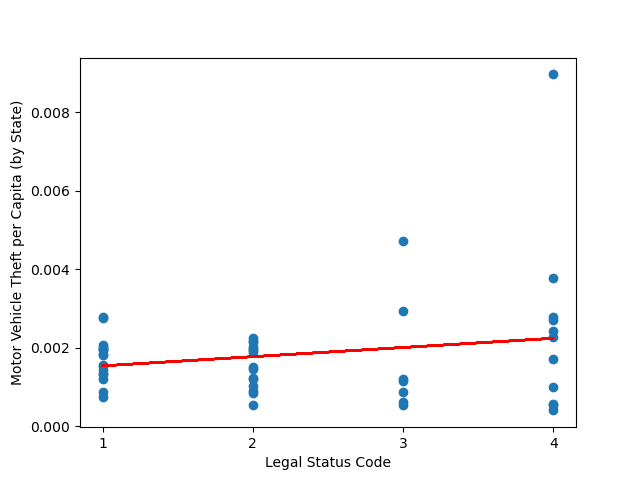 Motor Vehicle Theft per Capita (by State)
0.008
0.006
0.004
0.002
0.000
1 2 3 4
Legal Status Code